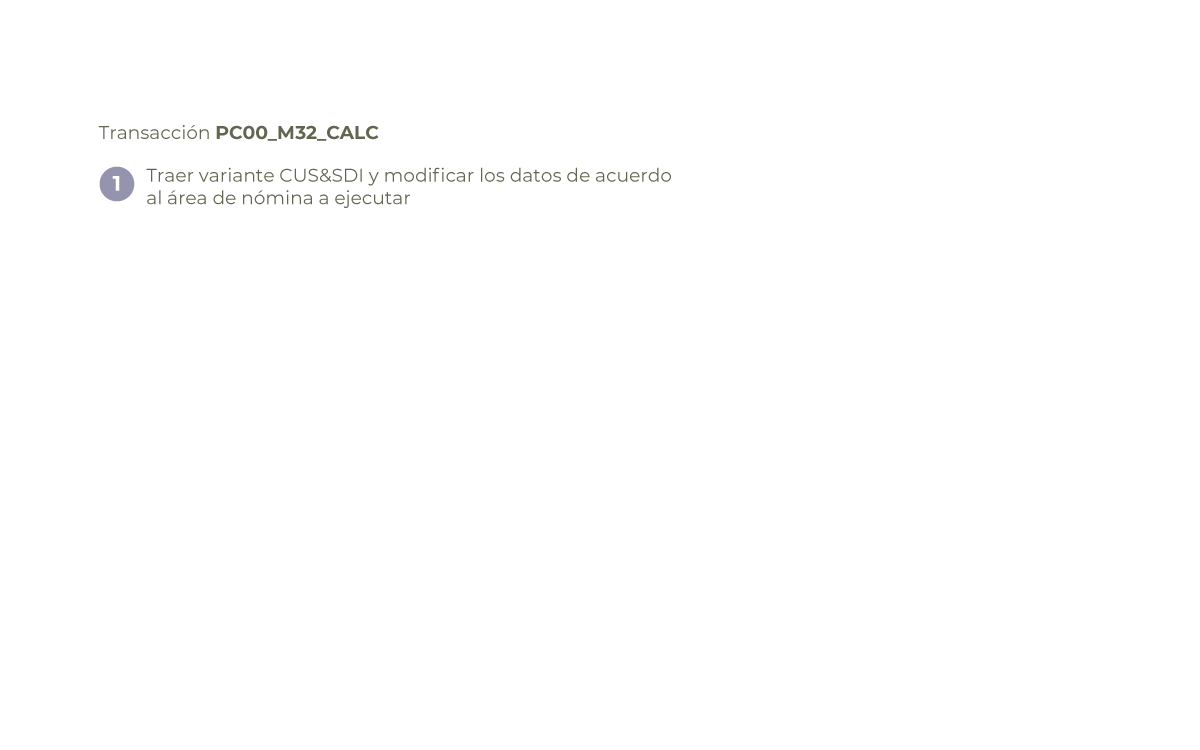 Transacción PC00_M32_CALC
1 Traer variante CUS&SDI y modificar los datos de acuerdo
al área de nómina a ejecutar